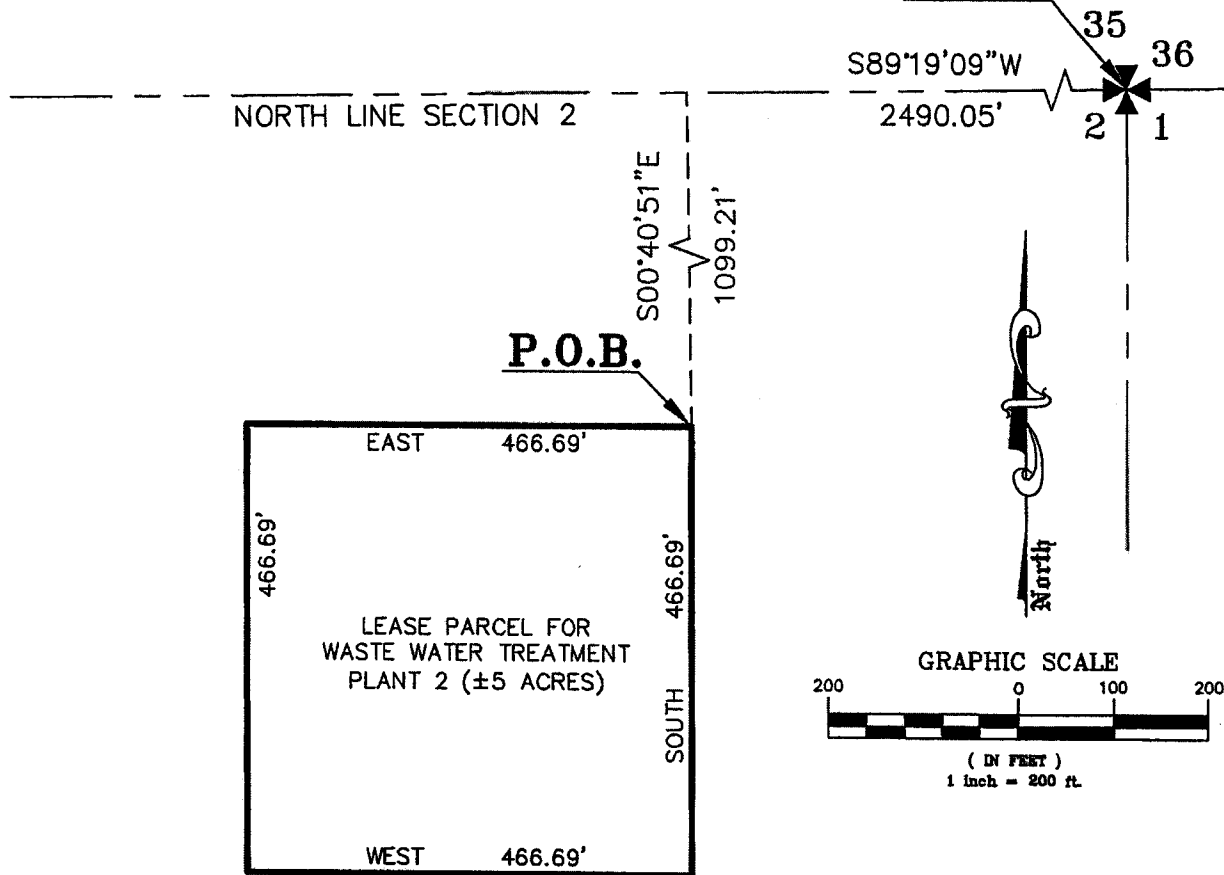 35
36
S89°19'09"W
NORTH LINE SECTION 2
2490.05'
2
1
S00°40'51"E
1099.21'
P.O.B.
EAST 466.69'
466.69'
466.69'
SOUTH
LEASE PARCEL FOR
WASTE WATER TREATMENT
PLANT 2 (±5 ACRES)
WEST 466.69'
North
GRAPHIC SCALE
200 0 100 200
( IN FEET )
1 inch = 200 ft.